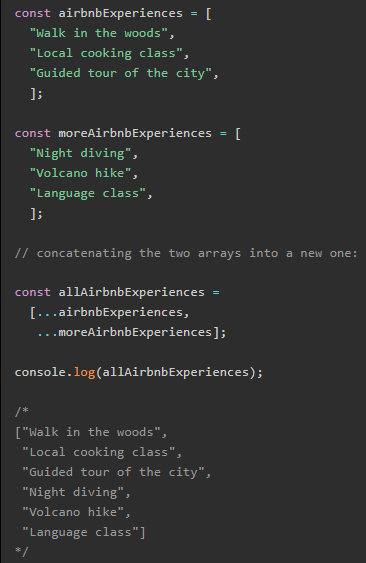 const airbnbExperiences = [
  "Walk in the woods",
  "Local cooking class",
  "Guided tour of the city",
  ];

const moreAirbnbExperiences = [
  "Night diving",
  "Volcano hike",
  "Language class",
  ];

// concatenating the two arrays into a new one:

const allAirbnbExperiences =
  [...airbnbExperiences,
   ...moreAirbnbExperiences];

console.log(allAirbnbExperiences);

/*
["Walk in the woods",
 "Local cooking class",
 "Guided tour of the city",
 "Night diving",
 "Volcano hike",
 "Language class"]
*/